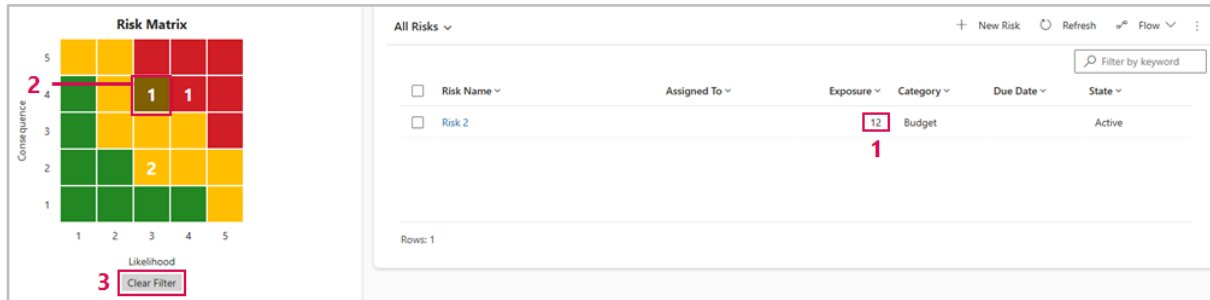 Risk Matrix
5
4
3
2
1
Consequence
1
1
2
1
2
3
4
5
Likelihood
Clear Filter
2
3
All Risks
New Risk
Refresh
Flow
Filter by keyword
Risk Name
Assigned To
Exposure
Category
Due Date
State
Risk 2
12
Budget
Active
1
Rows: 1